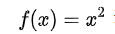 f(x) = x²